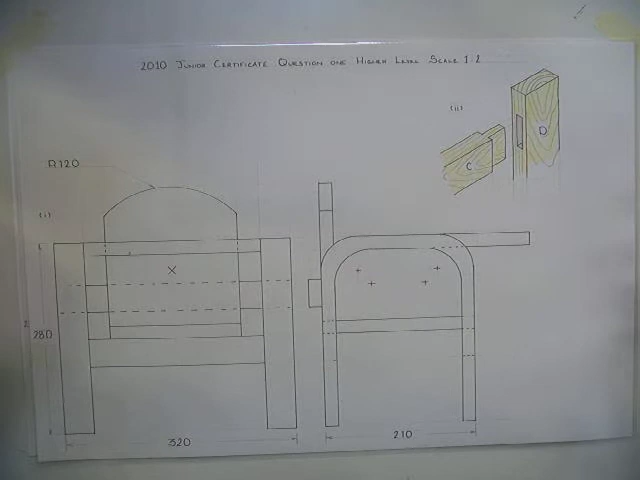 2010 JUNIOR CERTIFICATE QUESTION ONE HIGHER LEVEL SCALE 1:2
(ii)
D
C
R120
(i)
X
280
320
210